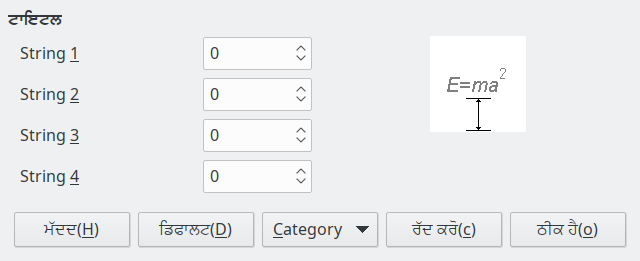 ਟਾਇਟਲ
String 1 0
String 2 0
String 3 0
String 4 0
E=ma²
ਮੱਦਦ(H) ਡਿਫਾਲਟ(D) Category ਰੱਦ ਕਰੋ(c) ਠੀਕ ਹੈ(o)